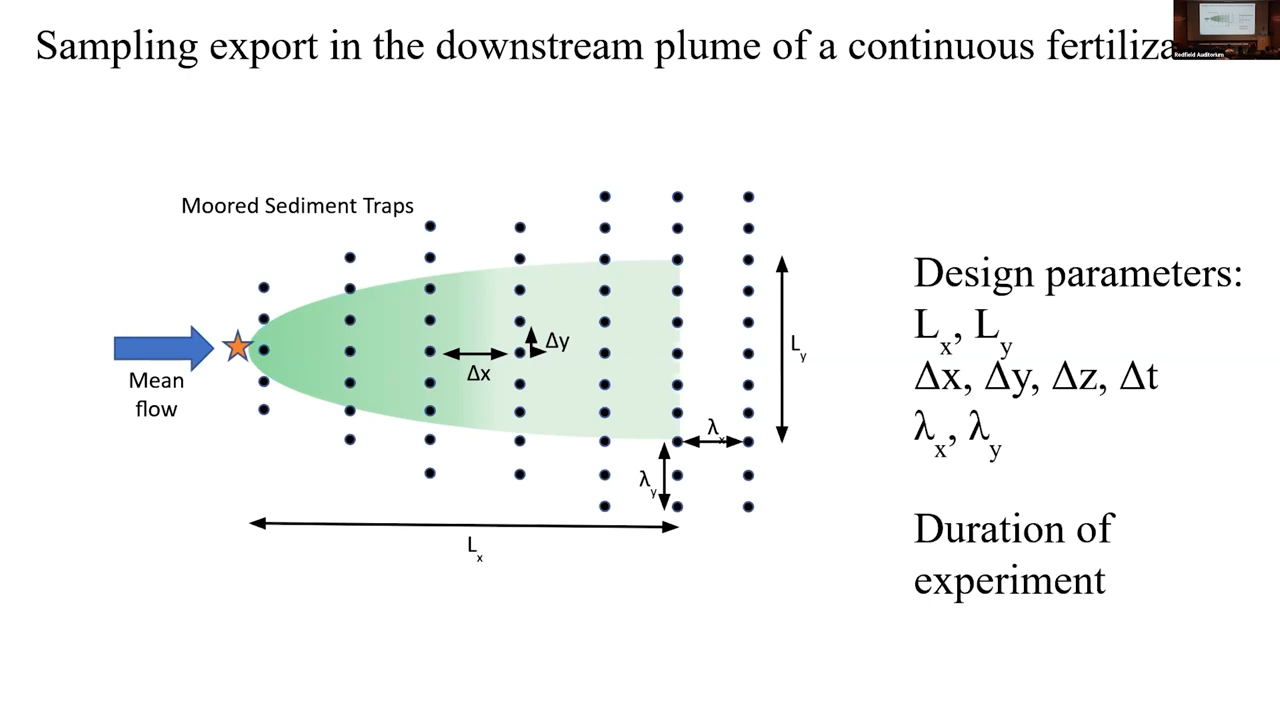 Sampling export in the downstream plume of a continuous
Redfield Auditorium
Moored Sediment Traps
Mean
flow
Δx
Δy
L_y
λ_x
λ_y
L_x
Design parameters:
L_x, L_y
Δx, Δy, Δz, Δt
λ_x, λ_y
Duration of
experiment